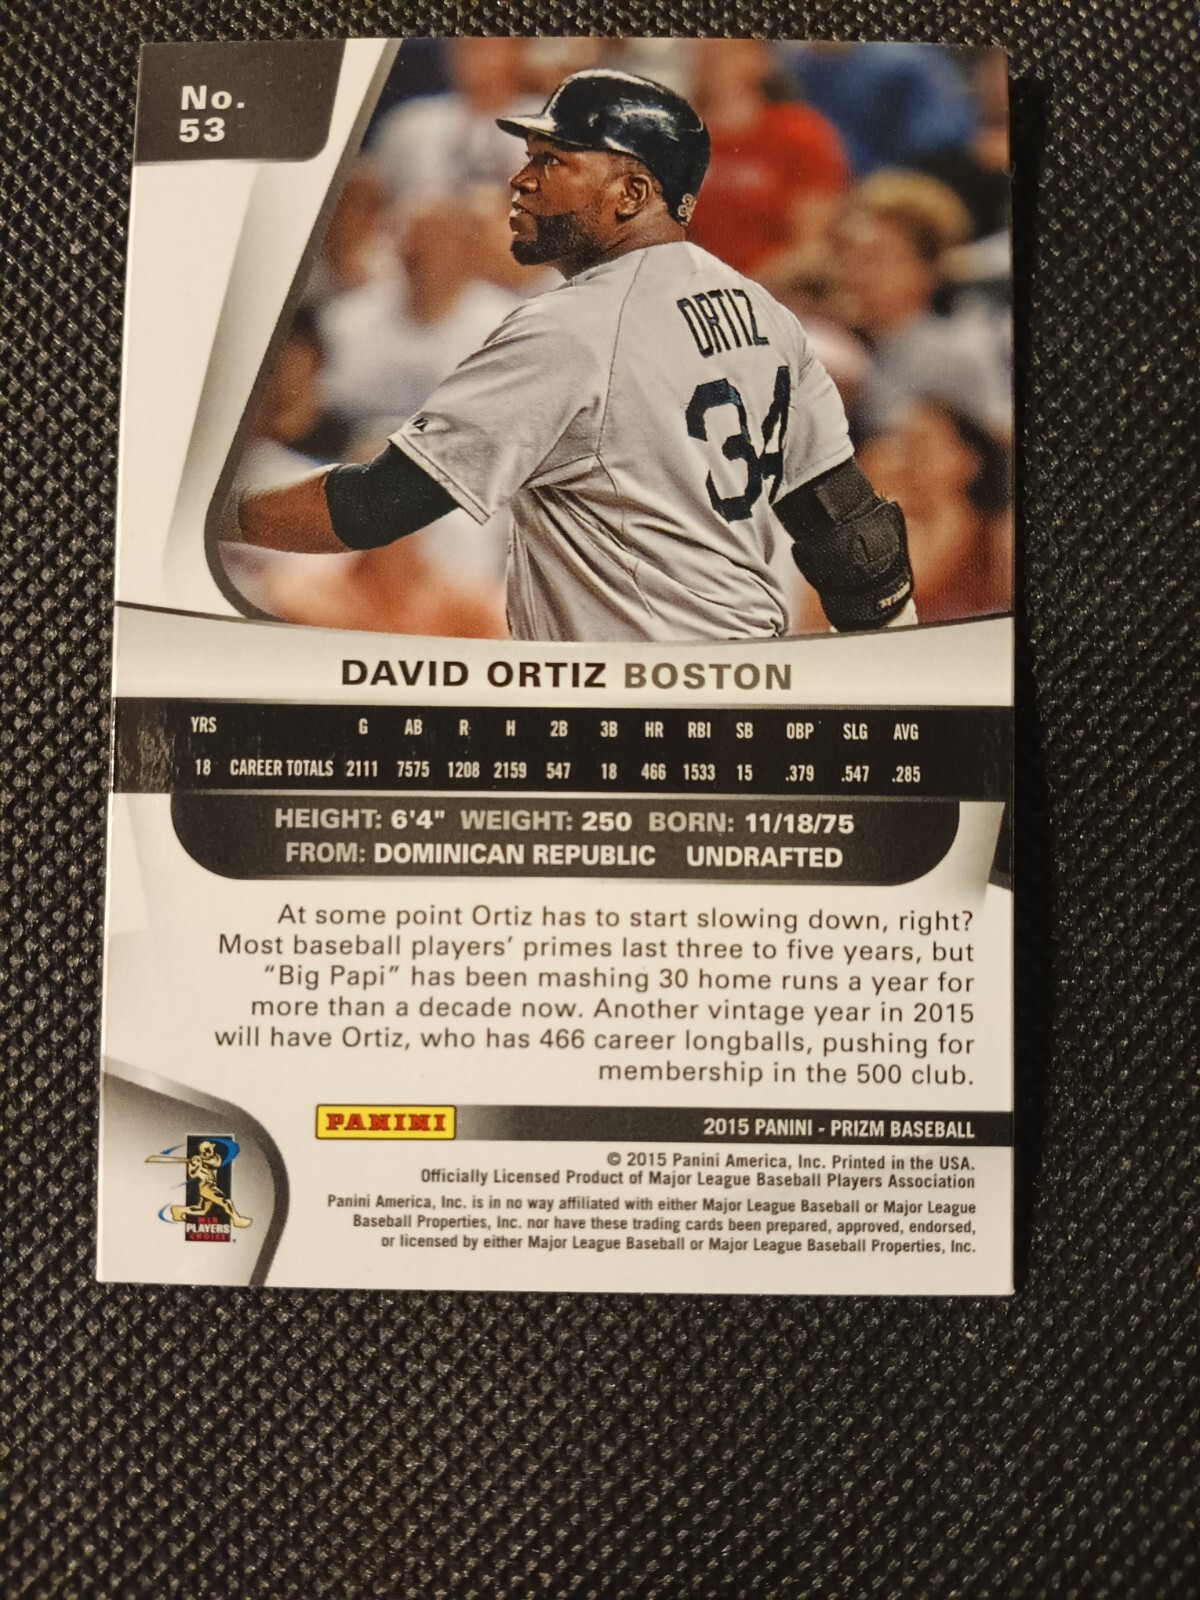 No.
53
ORTIZ
34
DAVID ORTIZ BOSTON
YRS G AB R H 2B 3B HR RBI SB OBP SLG AVG
18 CAREER TOTALS 2111 7575 1208 2159 547 18 466 1533 15 .379 .547 .285
HEIGHT: 6'4" WEIGHT: 250 BORN: 11/18/75
FROM: DOMINICAN REPUBLIC UNDRAFTED
At some point Ortiz has to start slowing down, right?
Most baseball players' primes last three to five years, but
“Big Papi” has been mashing 30 home runs a year for
more than a decade now. Another vintage year in 2015
will have Ortiz, who has 466 career longballs, pushing for
membership in the 500 club.
PANINI
2015 PANINI - PRIZM BASEBALL
© 2015 Panini America, Inc. Printed in the USA.
Officially Licensed Product of Major League Baseball Players Association
Panini America, Inc. is in no way affiliated with either Major League Baseball or Major League
Baseball Properties, Inc. nor have these trading cards been prepared, approved, endorsed,
or licensed by either Major League Baseball or Major League Baseball Properties, Inc.
MLB
PLAYERS
CHOICE